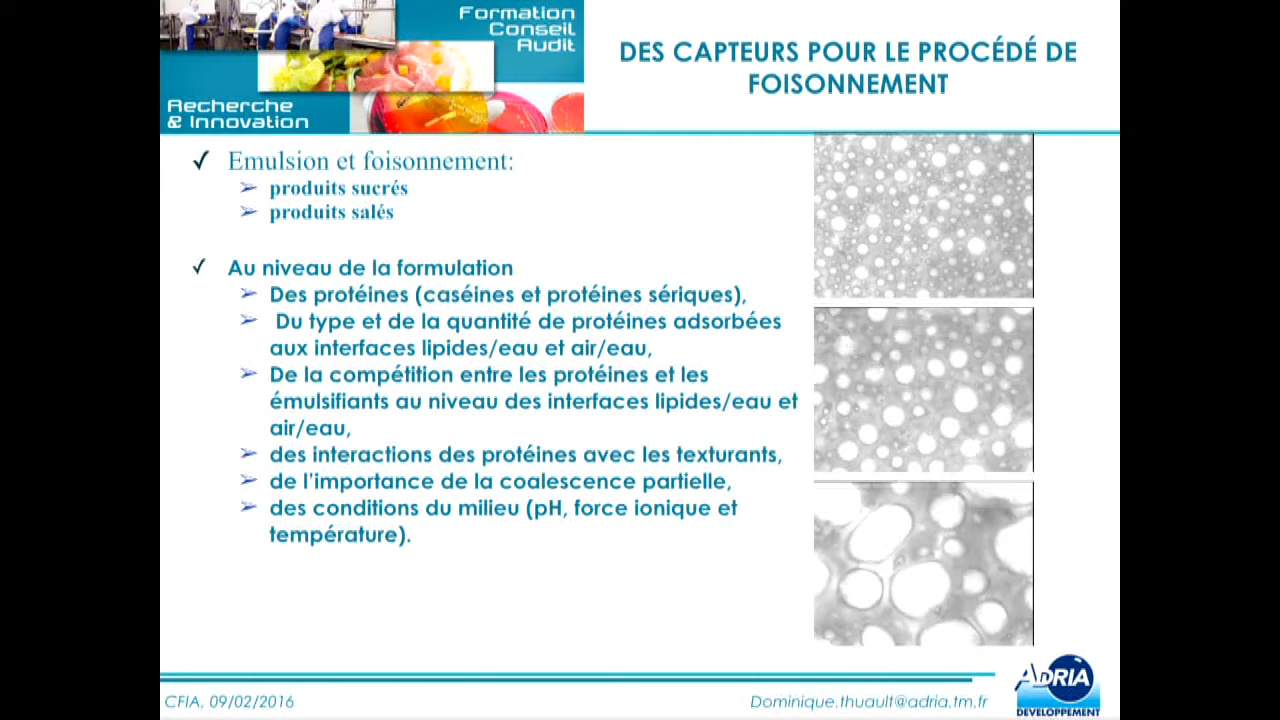 Formation
Conseil
Audit
Recherche
& Innovation
DES CAPTEURS POUR LE PROCÉDÉ DE
FOISONNEMENT
✓ Emulsion et foisonnement:
➢ produits sucrés
➢ produits salés
✓ Au niveau de la formulation
➢ Des protéines (caséines et protéines sériques),
➢ Du type et de la quantité de protéines adsorbées
aux interfaces lipides/eau et air/eau,
➢ De la compétition entre les protéines et les
émulsifiants au niveau des interfaces lipides/eau et
air/eau,
➢ des interactions des protéines avec les texturants,
➢ de l'importance de la coalescence partielle,
➢ des conditions du milieu (pH, force ionique et
température).
CFIA, 09/02/2016
Dominique.thuault@adria.tm.fr
ADRIA
DEVELOPPEMENT